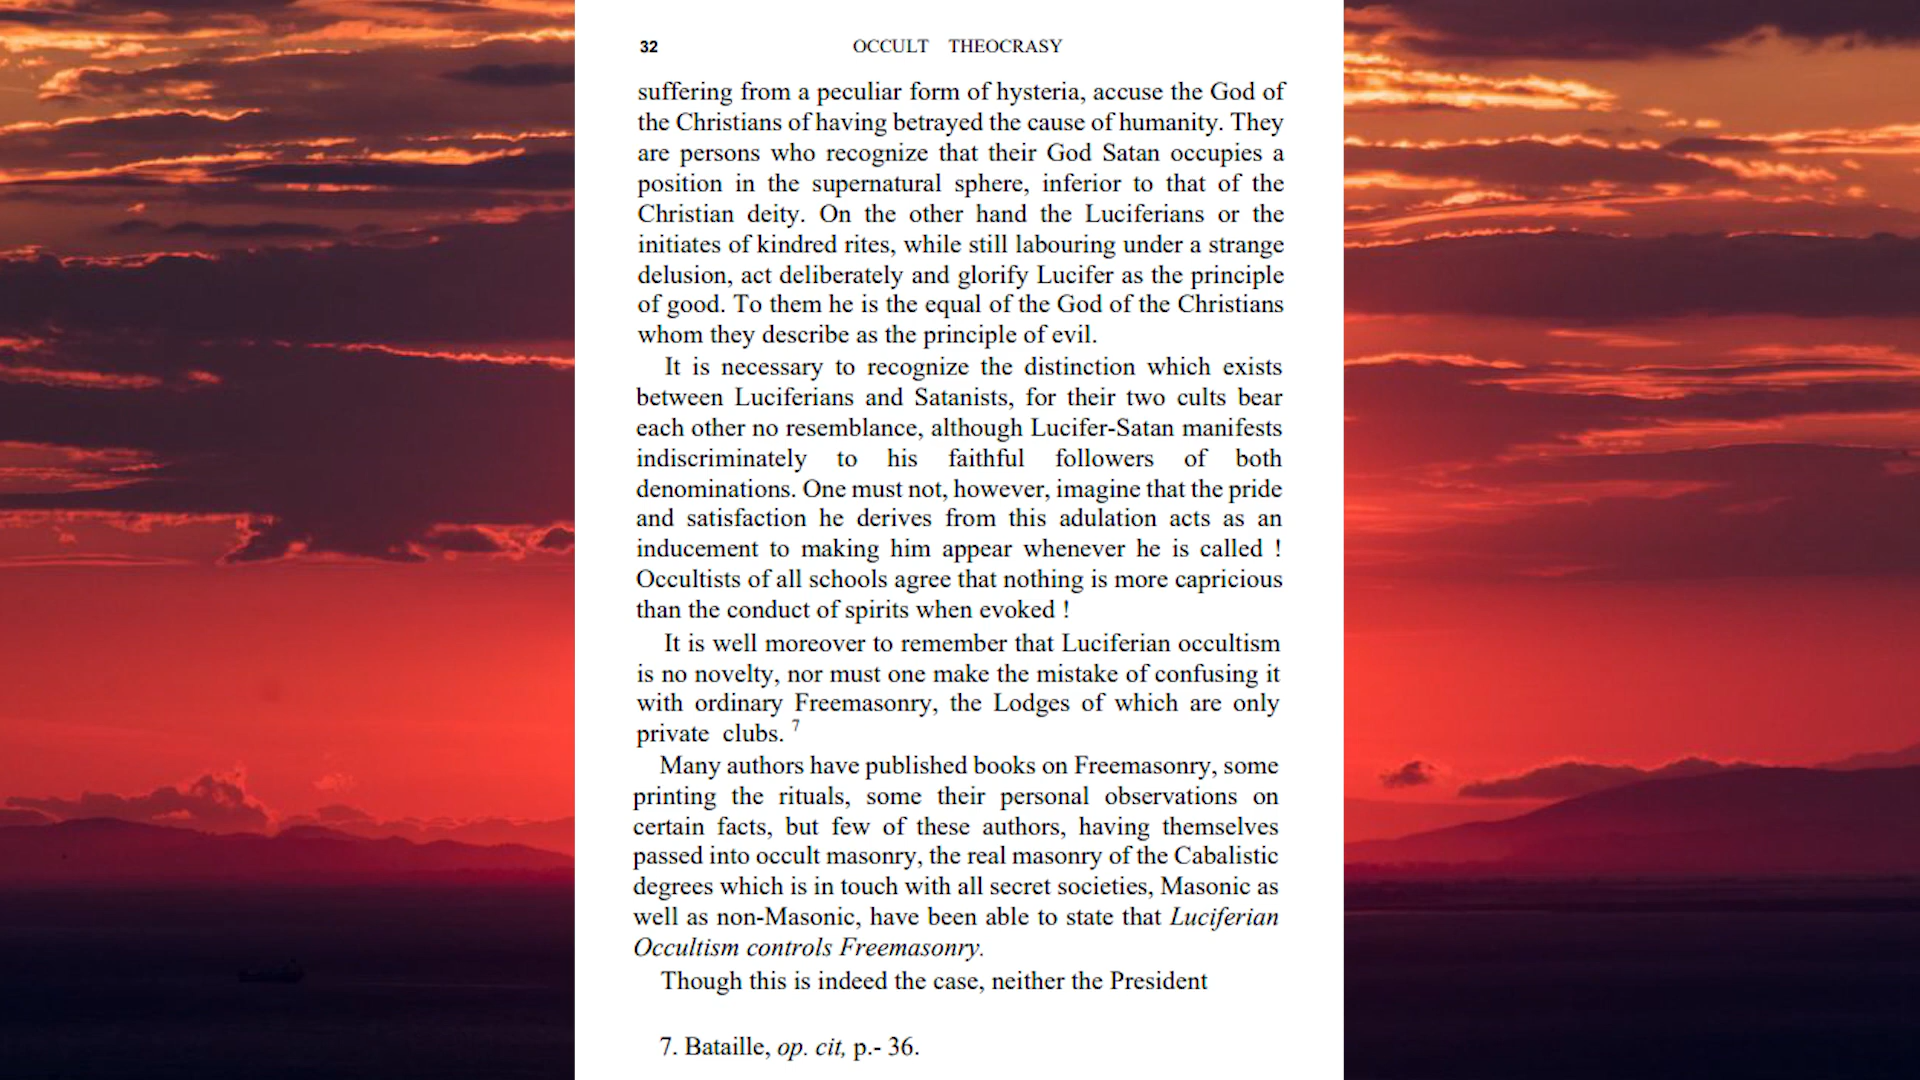 32 OCCULT THEOCRASY
suffering from a peculiar form of hysteria, accuse the God of
the Christians of having betrayed the cause of humanity. They
are persons who recognize that their God Satan occupies a
position in the supernatural sphere, inferior to that of the
Christian deity. On the other hand the Luciferians or the
initiates of kindred rites, while still labouring under a strange
delusion, act deliberately and glorify Lucifer as the principle
of good. To them he is the equal of the God of the Christians
whom they describe as the principle of evil.
It is necessary to recognize the distinction which exists
between Luciferians and Satanists, for their two cults bear
each other no resemblance, although Lucifer-Satan manifests
indiscriminately to his faithful followers of both
denominations. One must not, however, imagine that the pride
and satisfaction he derives from this adulation acts as an
inducement to making him appear whenever he is called !
Occultists of all schools agree that nothing is more capricious
than the conduct of spirits when evoked !
It is well moreover to remember that Luciferian occultism
is no novelty, nor must one make the mistake of confusing it
with ordinary Freemasonry, the Lodges of which are only
private clubs. 7
Many authors have published books on Freemasonry, some
printing the rituals, some their personal observations on
certain facts, but few of these authors, having themselves
passed into occult masonry, the real masonry of the Cabalistic
degrees which is in touch with all secret societies, Masonic as
well as non-Masonic, have been able to state that Luciferian
Occultism controls Freemasonry.
Though this is indeed the case, neither the President
7. Bataille, op. cit, p.- 36.